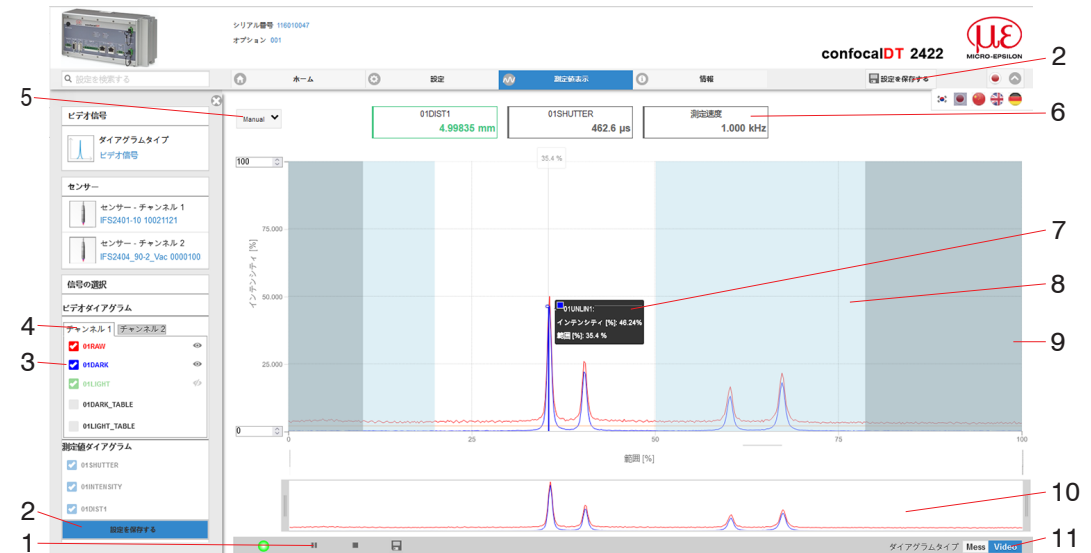 シリアル番号 116010047
オプション 001
confocalDT 2422
με
MICRO-EPSILON
2
設定を検索する
ホーム
設定
測定値表示
情報
設定を保存する
5
Manual
01DIST1
4.99835 mm
01SHUTTER
462.6 μs
測定速度
1.000 kHz
6
ビデオ信号
ダイアグラムタイプ
ビデオ信号
センサー
センサー - チャンネル 1
IFS2401-10 10021121
センサー - チャンネル 2
IFS2404_90-2_Vac 0000100
信号の選択
ビデオダイアグラム
4
チャンネル 1
チャンネル 2
3
01RAW
01DARK
01LIGHT
01DARK_TABLE
01LIGHT_TABLE
測定値ダイアグラム
01SHUTTER
01INTENSITY
01DIST1
2
設定を保存する
1
100
35.4 %
75.000
50.000
25.000
0
インテンシティ [%]
01UNLIN1:
インテンシティ [%]: 46.24%
範囲 [%]: 35.4 %
7
8
9
0
25
50
75
100
範囲 [%]
10
ダイアグラムタイプ
Mess
Video
11